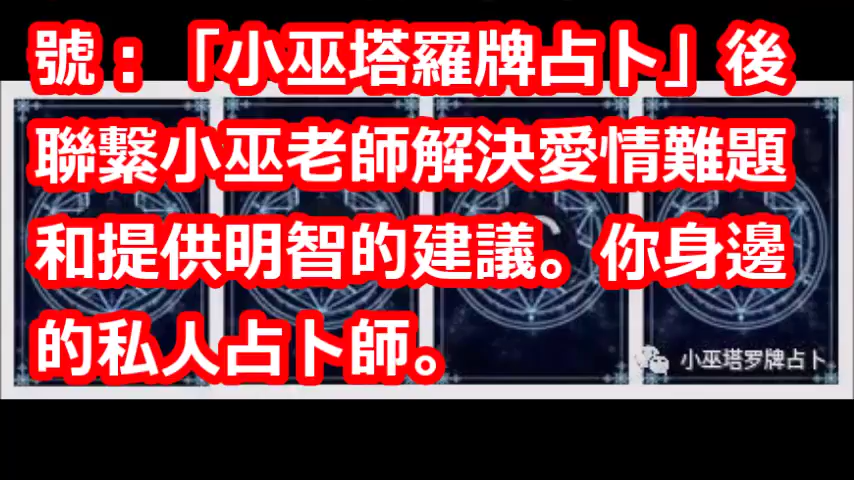 號：「小巫塔羅牌占卜」後
聯繫小巫老師解決愛情難題
和提供明智的建議。你身邊
的私人占卜師。
小巫塔罗牌占卜